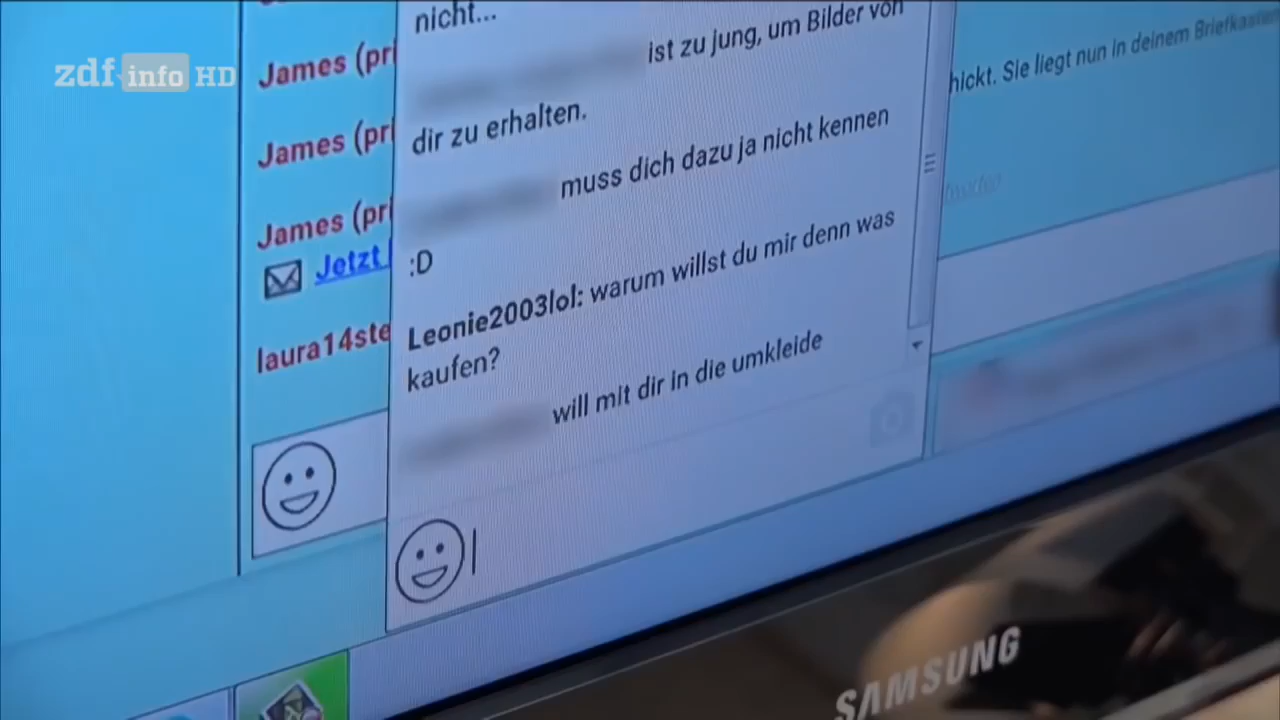 zdf info HD
nicht...
ist zu jung, um Bilder von
dir zu erhalten.
muss dich dazu ja nicht kennen
:D
Leonie2003lol: warum willst du mir denn was
kaufen?
will mit dir in die umkleide
James (pri
James (pri
James (pri
Jetzt
laura14ste
hickt. Sie liegt nun in deinem Briefkasten
SAMSUNG